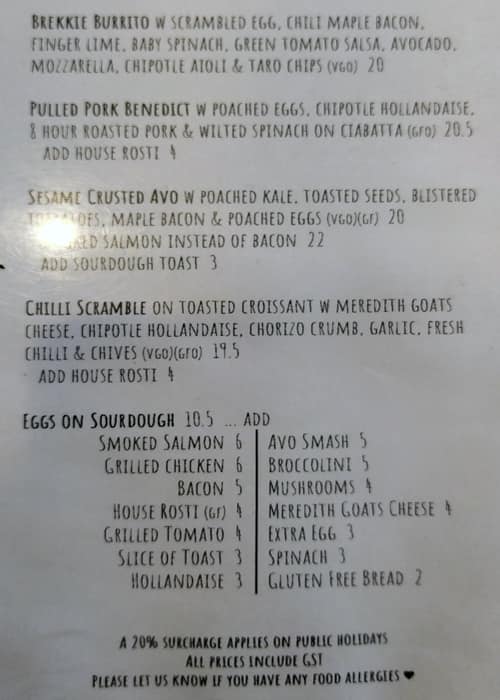 BREKKIE BURRITO W SCRAMBLED EGG, CHILI MAPLE BACON,
FINGER LIME, BABY SPINACH, GREEN TOMATO SALSA, AVOCADO,
MOZZARELLA, CHIPOTLE AIOLI & TARO CHIPS (VGO) 20
PULLED PORK BENEDICT W POACHED EGGS, CHIPOTLE HOLLANDAISE,
8 HOUR ROASTED PORK & WILTED SPINACH ON CIABATTA (GFO) 20.5
ADD HOUSE ROSTI 4
SESAME CRUSTED AVO W POACHED KALE, TOASTED SEEDS, BLISTERED
TOMATOES, MAPLE BACON & POACHED EGGS (VGO)(GF) 20
SALMON INSTEAD OF BACON 22
ADD SOURDOUGH TOAST 3
CHILLI SCRAMBLE ON TOASTED CROISSANT W MEREDITH GOATS
CHEESE, CHIPOTLE HOLLANDAISE, CHORIZO CRUMB, GARLIC, FRESH
CHILLI & CHIVES (VGO)(GFO) 19.5
ADD HOUSE ROSTI 4
EGGS ON SOURDOUGH 10.5 ... ADD
SMOKED SALMON 6
GRILLED CHICKEN 6
BACON 5
HOUSE ROSTI (GF) 4
GRILLED TOMATO 4
SLICE OF TOAST 3
HOLLANDAISE 3
AVO SMASH 5
BROCCOLINI 5
MUSHROOMS 4
MEREDITH GOATS CHEESE 4
EXTRA EGG 3
SPINACH 3
GLUTEN FREE BREAD 2
A 20% SURCHARGE APPLIES ON PUBLIC HOLIDAYS
ALL PRICES INCLUDE GST
PLEASE LET US KNOW IF YOU HAVE ANY FOOD ALLERGIES ♥